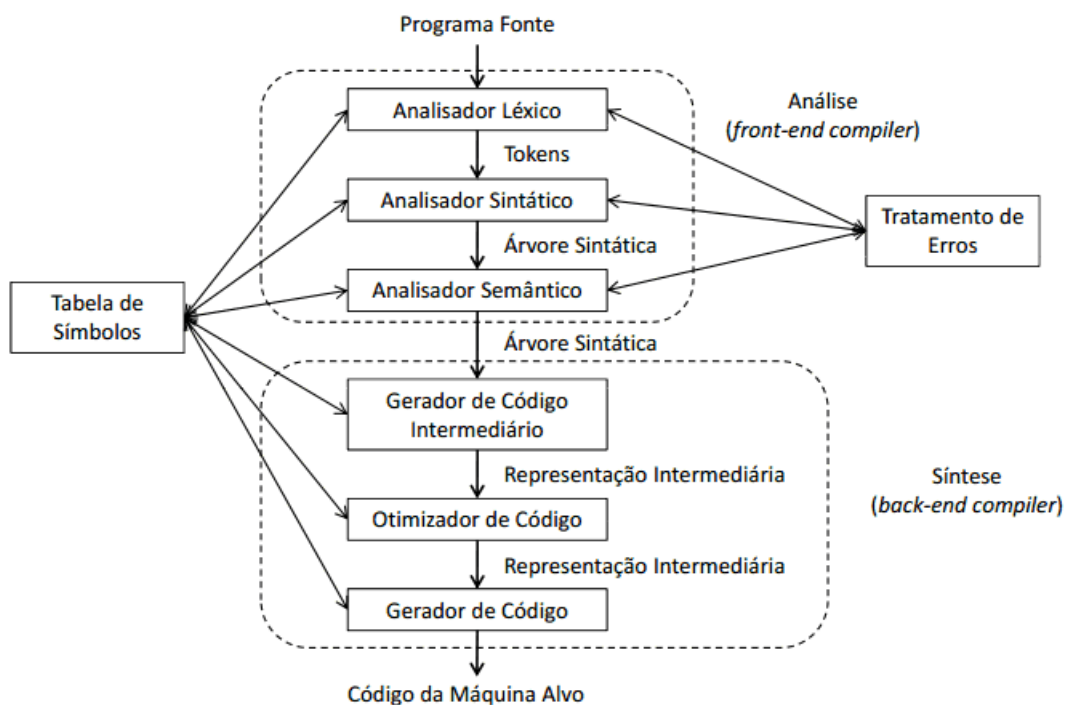 Programa Fonte
Analisador Léxico
Análise
(front-end compiler)
Tokens
Analisador Sintático
Tratamento de
Erros
Árvore Sintática
Analisador Semântico
Tabela de
Símbolos
Árvore Sintática
Gerador de Código
Intermediário
Representação Intermediária
Síntese
(back-end compiler)
Otimizador de Código
Representação Intermediária
Gerador de Código
Código da Máquina Alvo